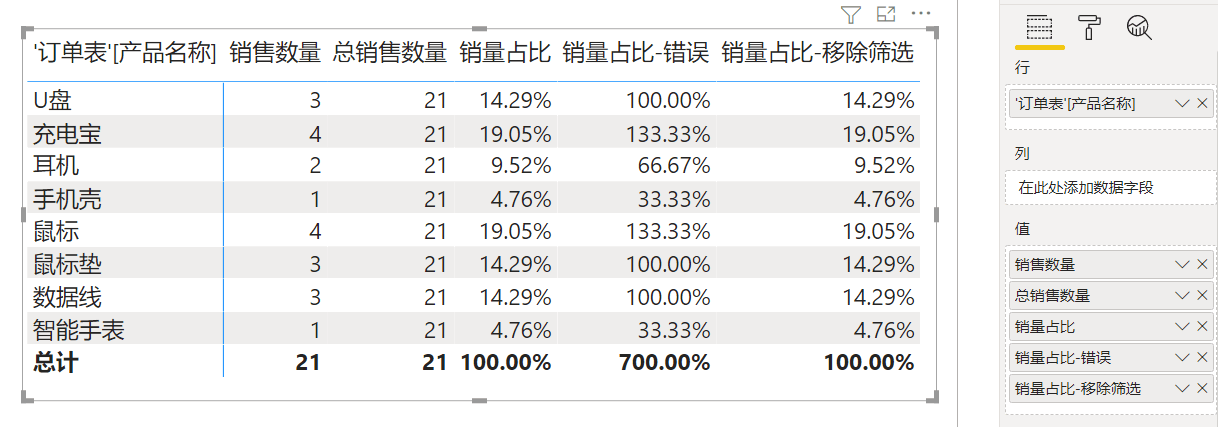 '订单表'[产品名称] 销售数量 总销售数量 销量占比 销量占比-错误 销量占比-移除筛选
U盘 3 21 14.29% 100.00% 14.29%
充电宝 4 21 19.05% 133.33% 19.05%
耳机 2 21 9.52% 66.67% 9.52%
手机壳 1 21 4.76% 33.33% 4.76%
鼠标 4 21 19.05% 133.33% 19.05%
鼠标垫 3 21 14.29% 100.00% 14.29%
数据线 3 21 14.29% 100.00% 14.29%
智能手表 1 21 4.76% 33.33% 4.76%
总计 21 21 100.00% 700.00% 100.00%
行
'订单表'[产品名称]
列
在此处添加数据字段
值
销售数量
总销售数量
销量占比
销量占比-错误
销量占比-移除筛选